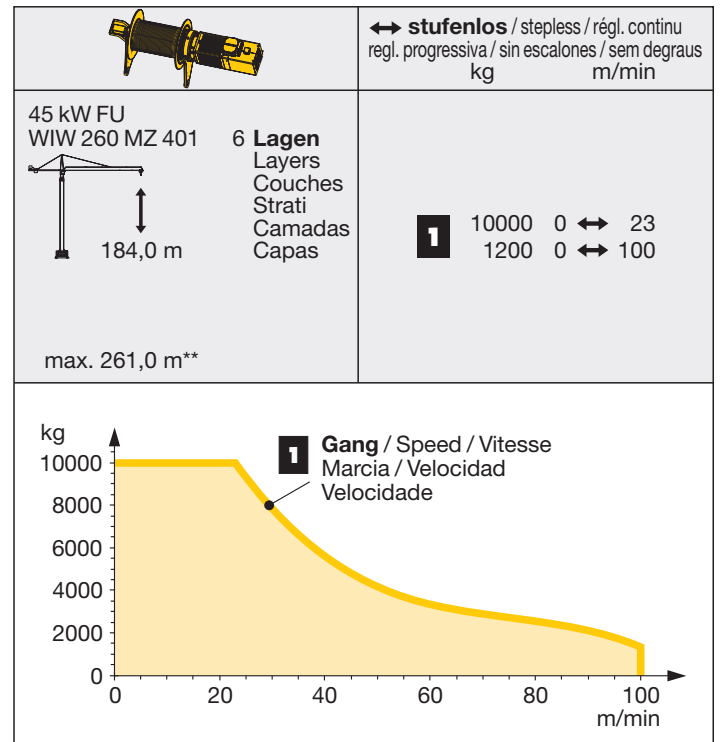 ↔ stufenlos / stepless / régl. continu
regl. progressiva / sin escalones / sem degraus
kg m/min
45 kW FU
WIW 260 MZ 401 6 Lagen
Layers
Couches
Strati
Camadas
184,0 m Capas
max. 261,0 m**
1 10000 0 ↔ 23
1200 0 ↔ 100
kg
1 Gang / Speed / Vitesse
Marcia / Velocidad
Velocidade
10000
8000
6000
4000
2000
0
0 20 40 60 80 100
m/min